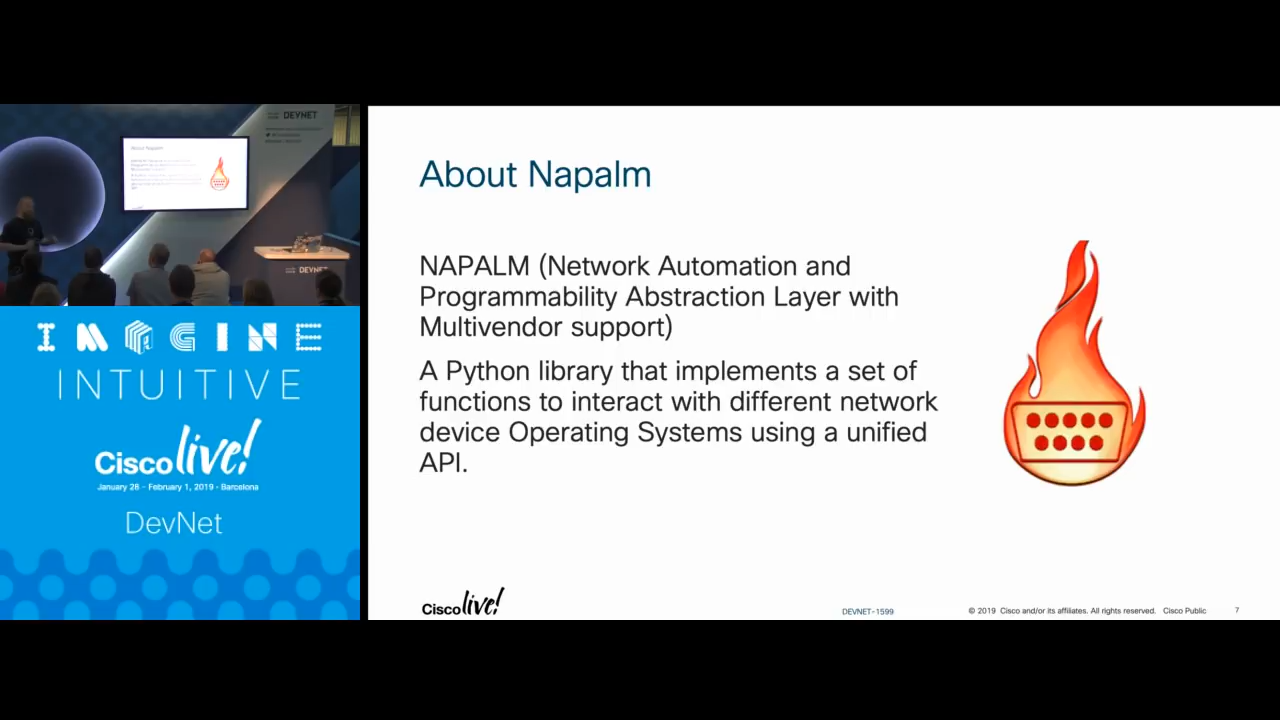 DEVNET
About Napalm
DEVNET
IMAGINE
INTUITIVE
Cisco live!
January 28 - February 1, 2019 • Barcelona
DevNet
About Napalm
NAPALM (Network Automation and
Programmability Abstraction Layer with
Multivendor support)
A Python library that implements a set of
functions to interact with different network
device Operating Systems using a unified
API.
Cisco live!
DEVNET-1599
© 2019 Cisco and/or its affiliates. All rights reserved. Cisco Public
7